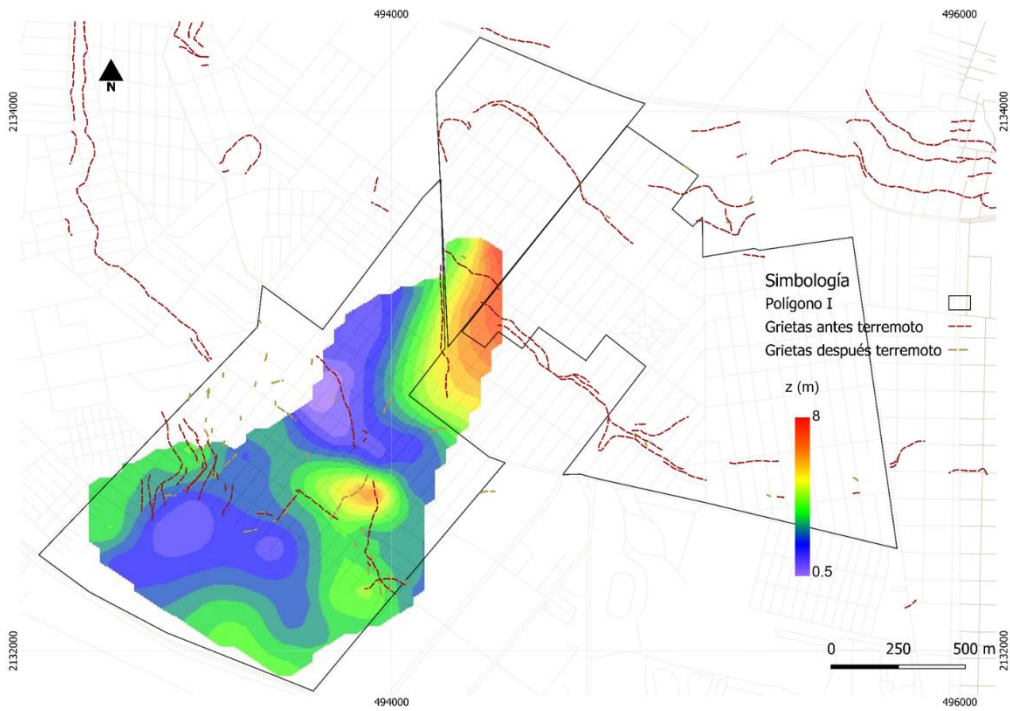 494000
496000
N
2134000
2134000
Simbología
Polígono I
Grietas antes terremoto
Grietas después terremoto
z (m)
8
0.5
2132000
2132000
0 250 500 m
494000
496000